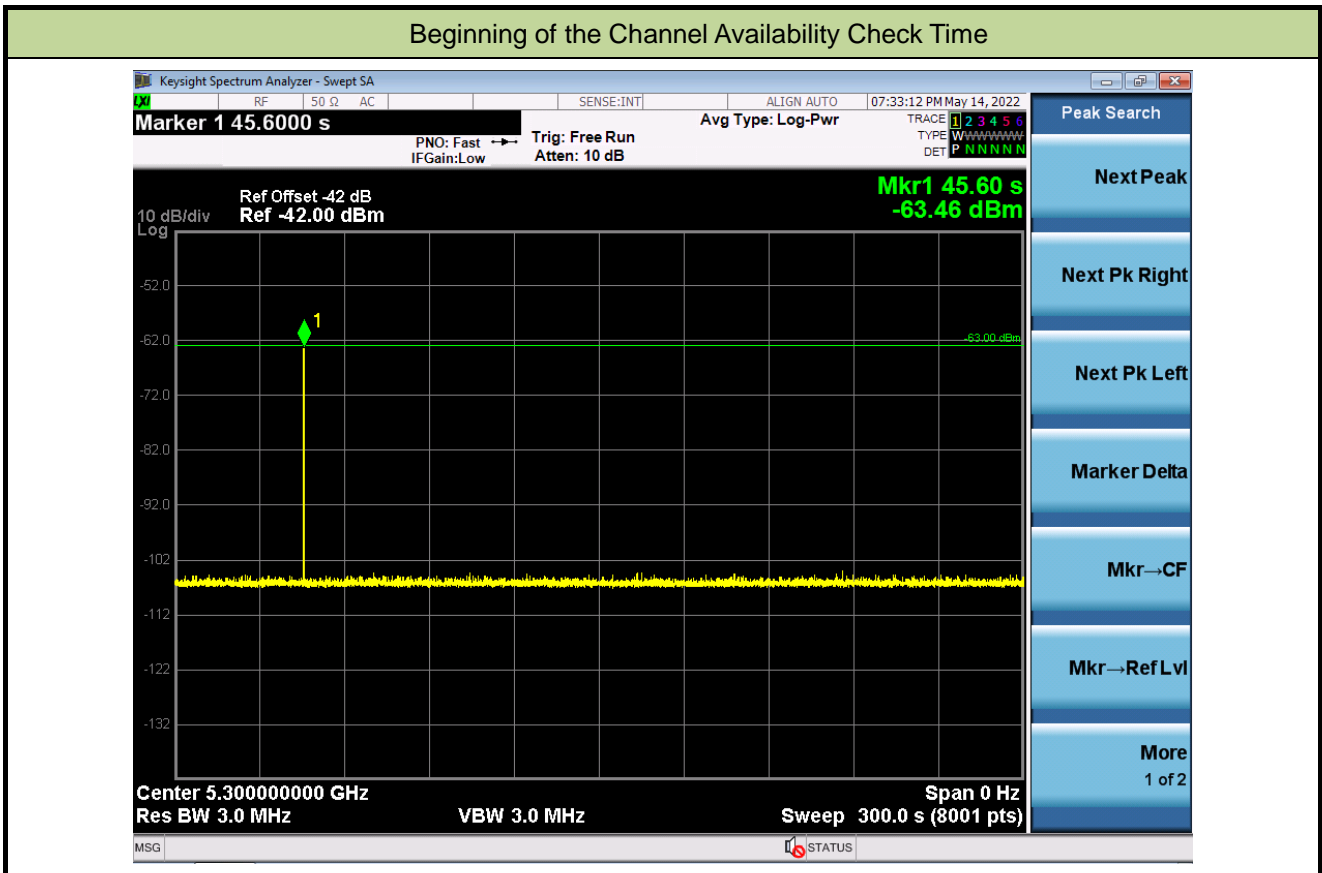 Beginning of the Channel Availability Check Time
Keysight Spectrum Analyzer - Swept SA
LXI RF 50 Ω AC SENSE:INT ALIGN AUTO 07:33:12 PM May 14, 2022
Marker 1 45.6000 s
PNO: Fast
IFGain:Low
Trig: Free Run
Atten: 10 dB
Avg Type: Log-Pwr
TRACE 1 2 3 4 5 6
TYPE WWWWWW
DET P N N N N N
Peak Search
Ref Offset -42 dB
10 dB/div Ref -42.00 dBm
Log
Mkr1 45.60 s
-63.46 dBm
-52.0
-62.0
-72.0
-82.0
-92.0
-102
-112
-122
-132
1
-63.00 dBm
Center 5.300000000 GHz
Span 0 Hz
Res BW 3.0 MHz
VBW 3.0 MHz
Sweep 300.0 s (8001 pts)
Next Peak
Next Pk Right
Next Pk Left
Marker Delta
Mkr→CF
Mkr→Ref Lvl
More
1 of 2
MSG
STATUS